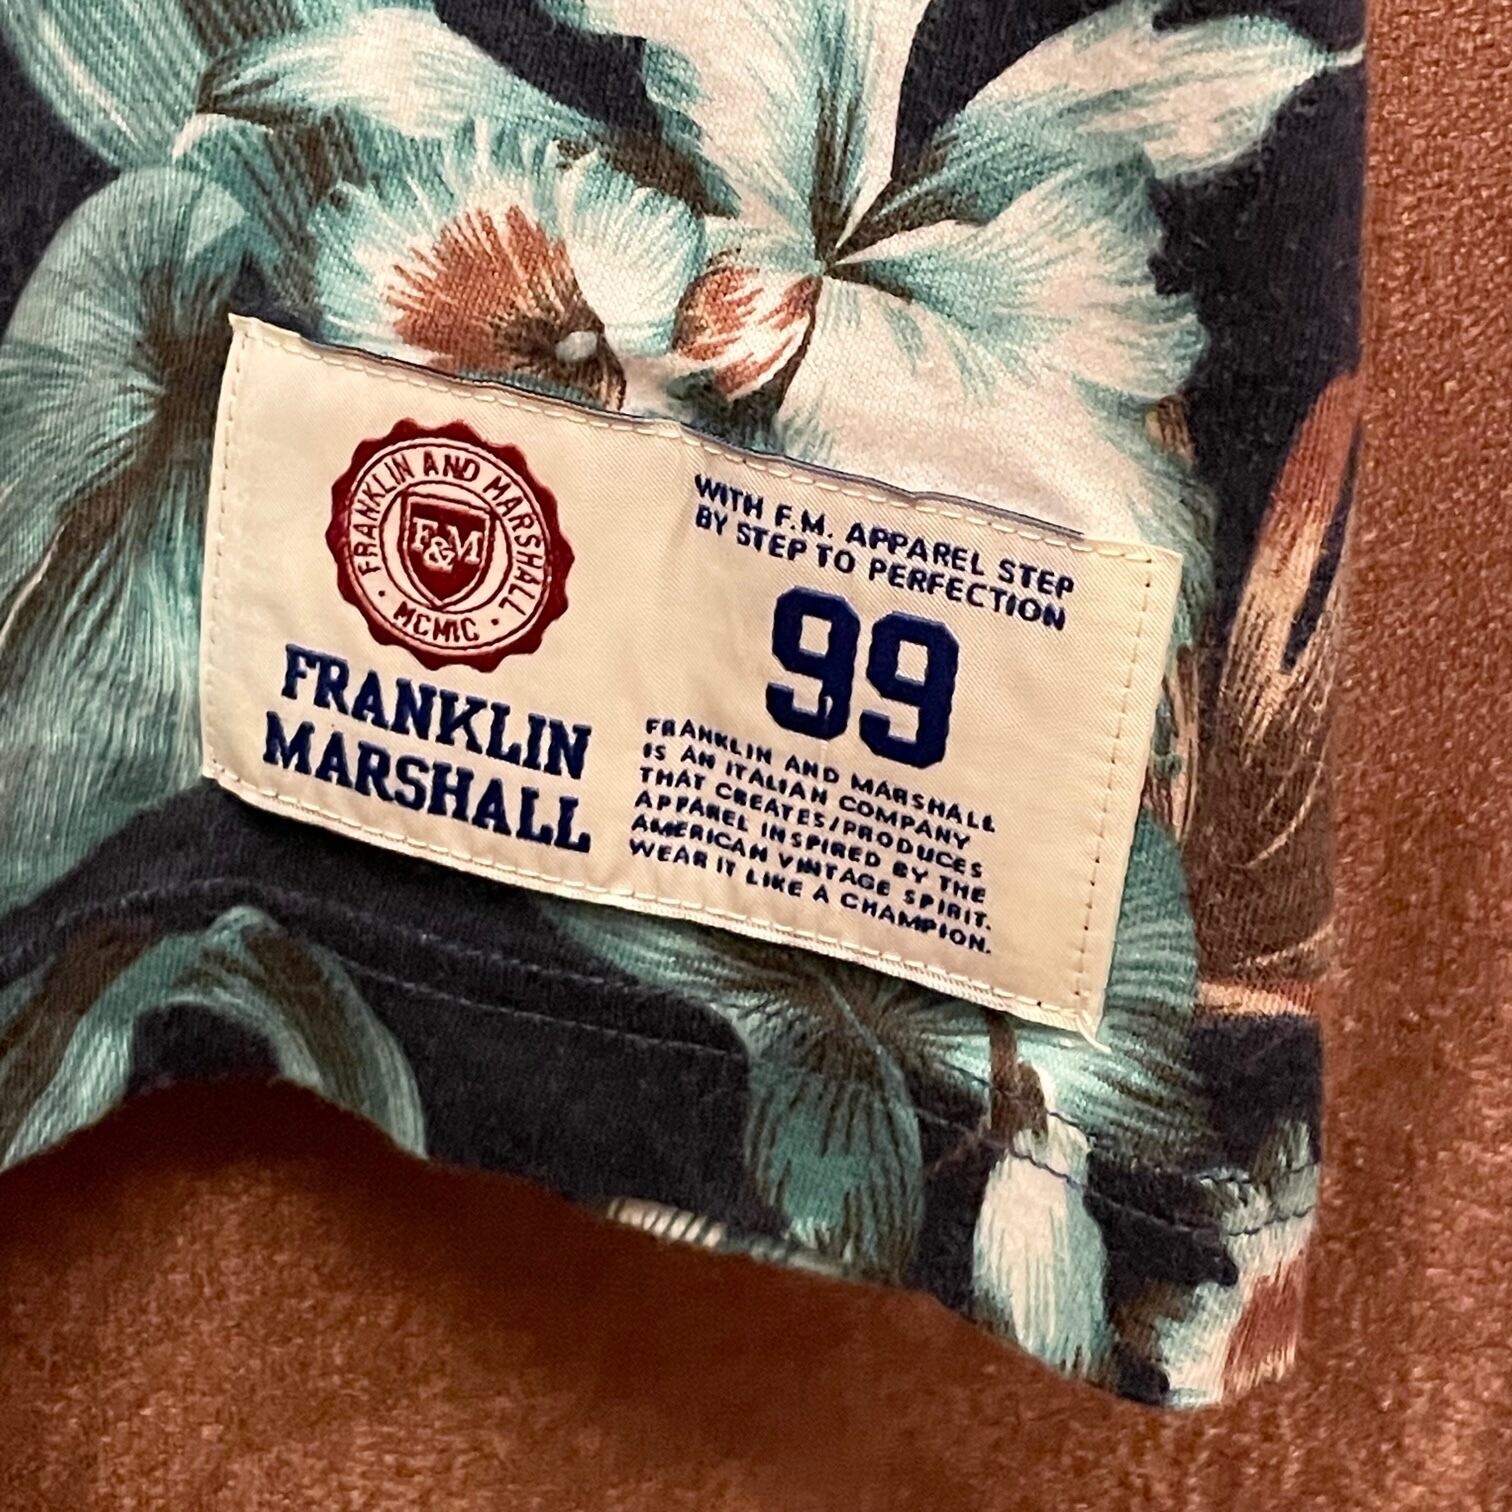 FRANKLIN AND MARSHALL
F&M
· MCMIC ·
FRANKLIN
MARSHALL
WITH F.M. APPAREL STEP
BY STEP TO PERFECTION
99
FRANKLIN AND MARSHALL
IS AN ITALIAN COMPANY
THAT CREATES/PRODUCES
APPAREL INSPIRED BY THE
AMERICAN VINTAGE SPIRIT.
WEAR IT LIKE A CHAMPION.